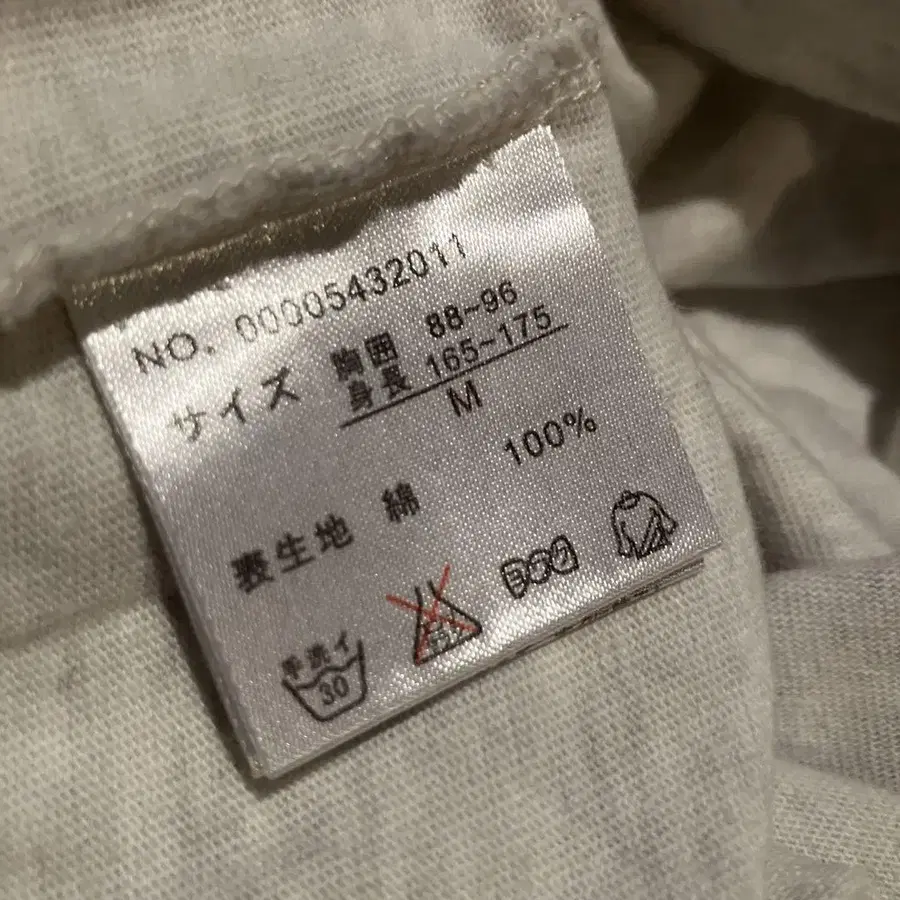 NO. 00005432011
サイズ 胸囲 88~96
身長 165~175
M
表生地 綿 100%
手洗イ
30